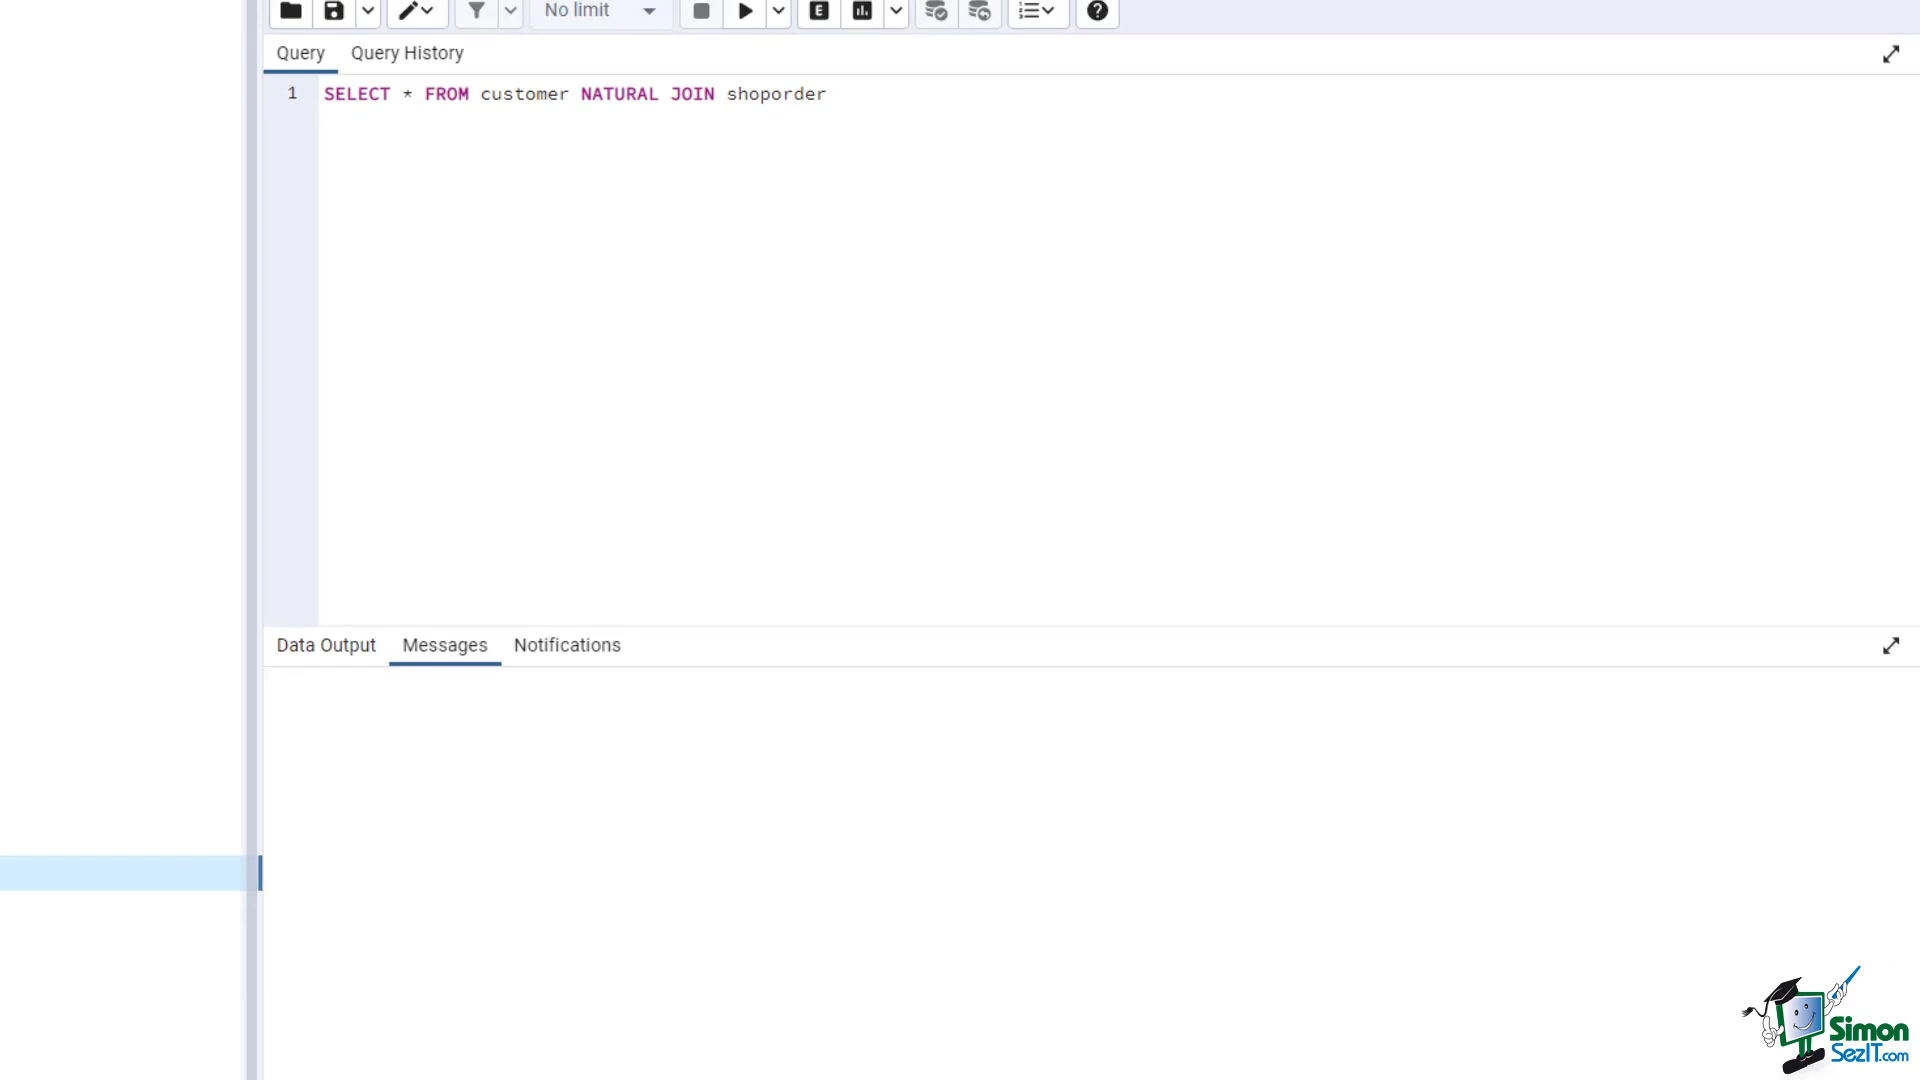 No limit
Query Query History
1 SELECT * FROM customer NATURAL JOIN shoporder
Data Output Messages Notifications
Simon
SezIT.com